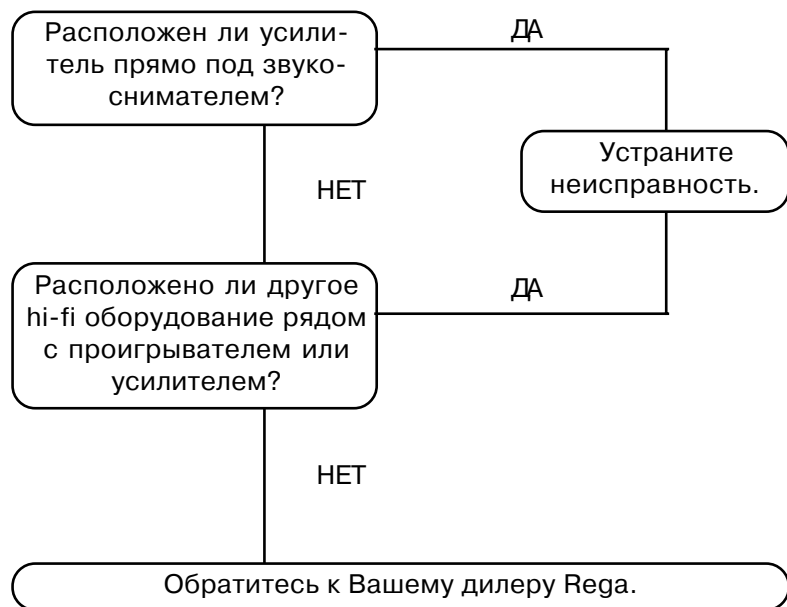 Расположен ли усили-
тель прямо под звуко-
снимателем?
ДА
Устраните
неисправность.
НЕТ
Расположено ли другое
hi-fi оборудование рядом
с проигрывателем или
усилителем?
ДА
НЕТ
Обратитесь к Вашему дилеру Rega.